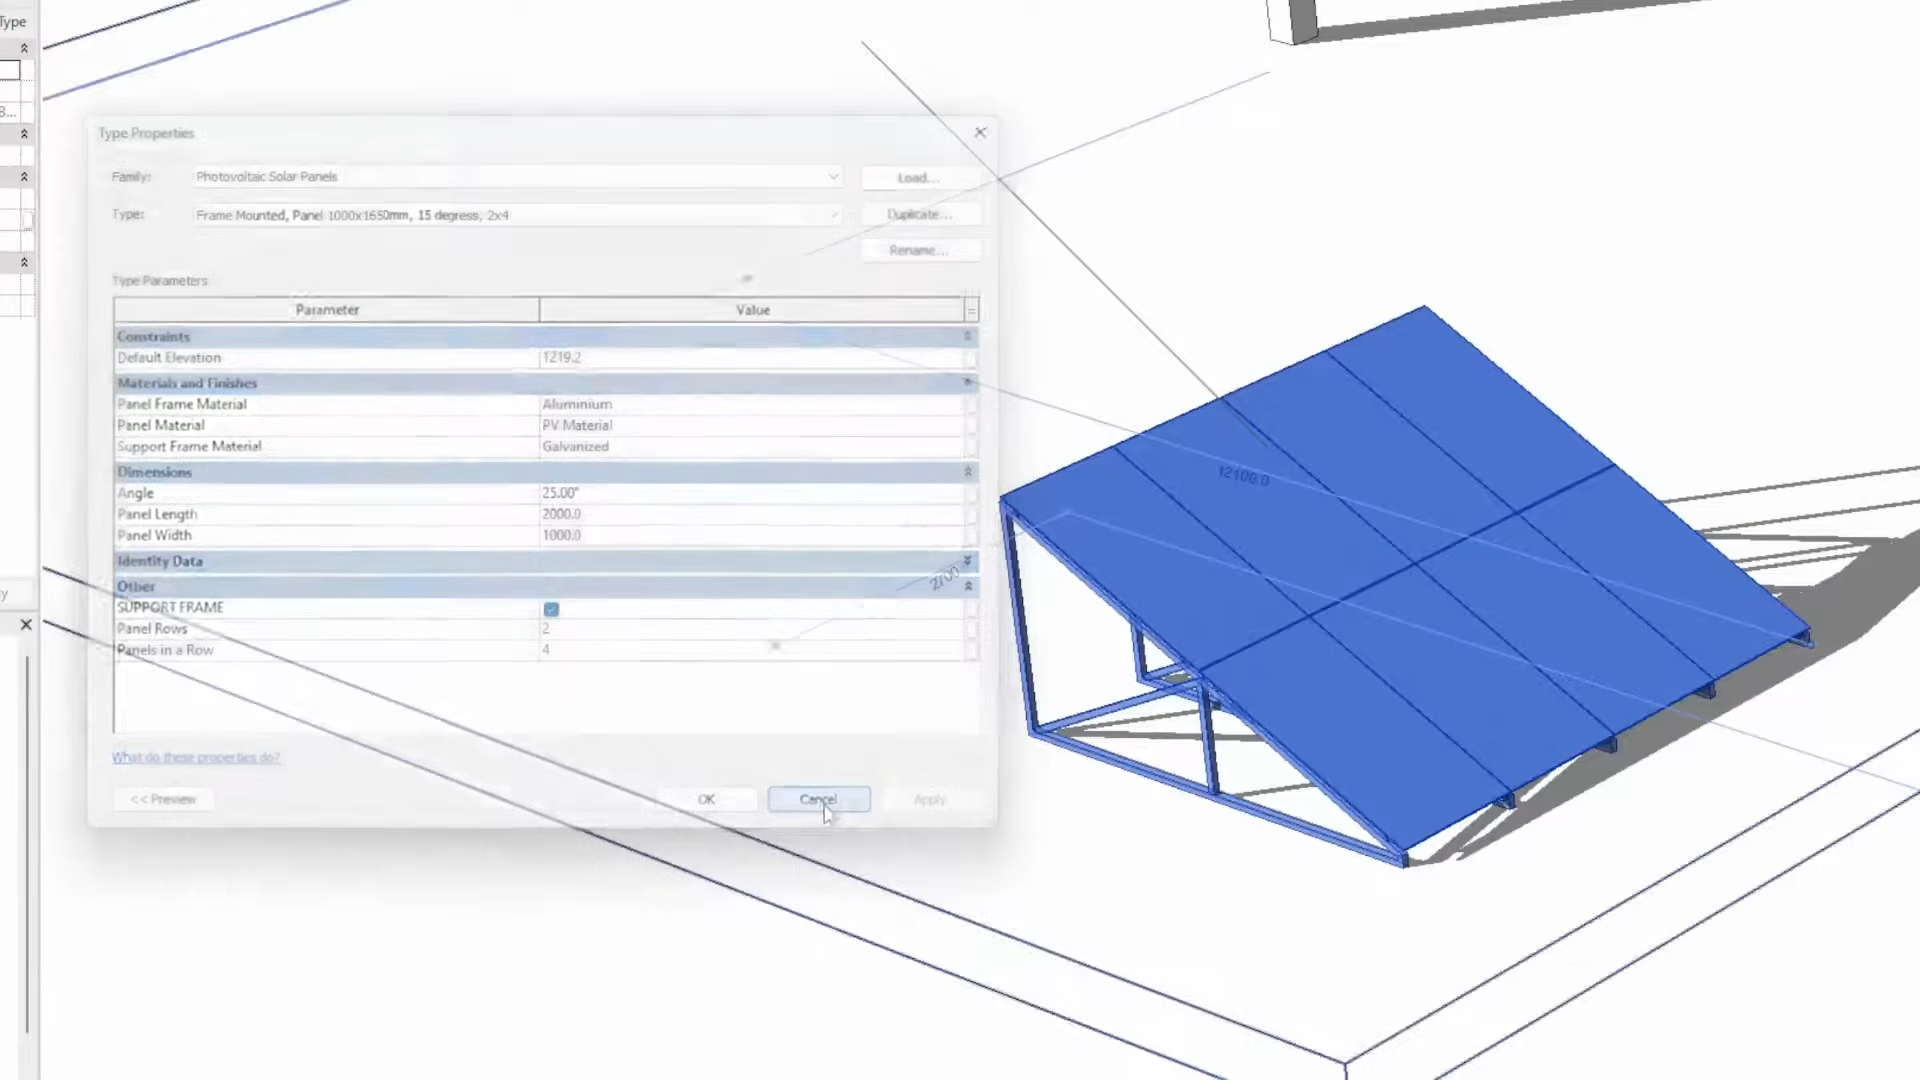 Type
B...
Type Properties
Family:
Photovoltaic Solar Panels
Load...
Type:
Frame Mounted, Panel 1000x1650mm, 15 degress, 2x4
Duplicate...
Rename...
Type Parameters
Parameter
Value
=
Constraints
Default Elevation
1219.2
Materials and Finishes
Panel Frame Material
Aluminium
Panel Material
PV Material
Support Frame Material
Galvanized
Dimensions
Angle
25.00°
Panel Length
2000.0
Panel Width
1000.0
Identity Data
Other
SUPPORT FRAME
Panel Rows
2
Panels in a Row
4
What do these properties do?
<< Preview
OK
Cancel
Apply
12100.0
2700
ly